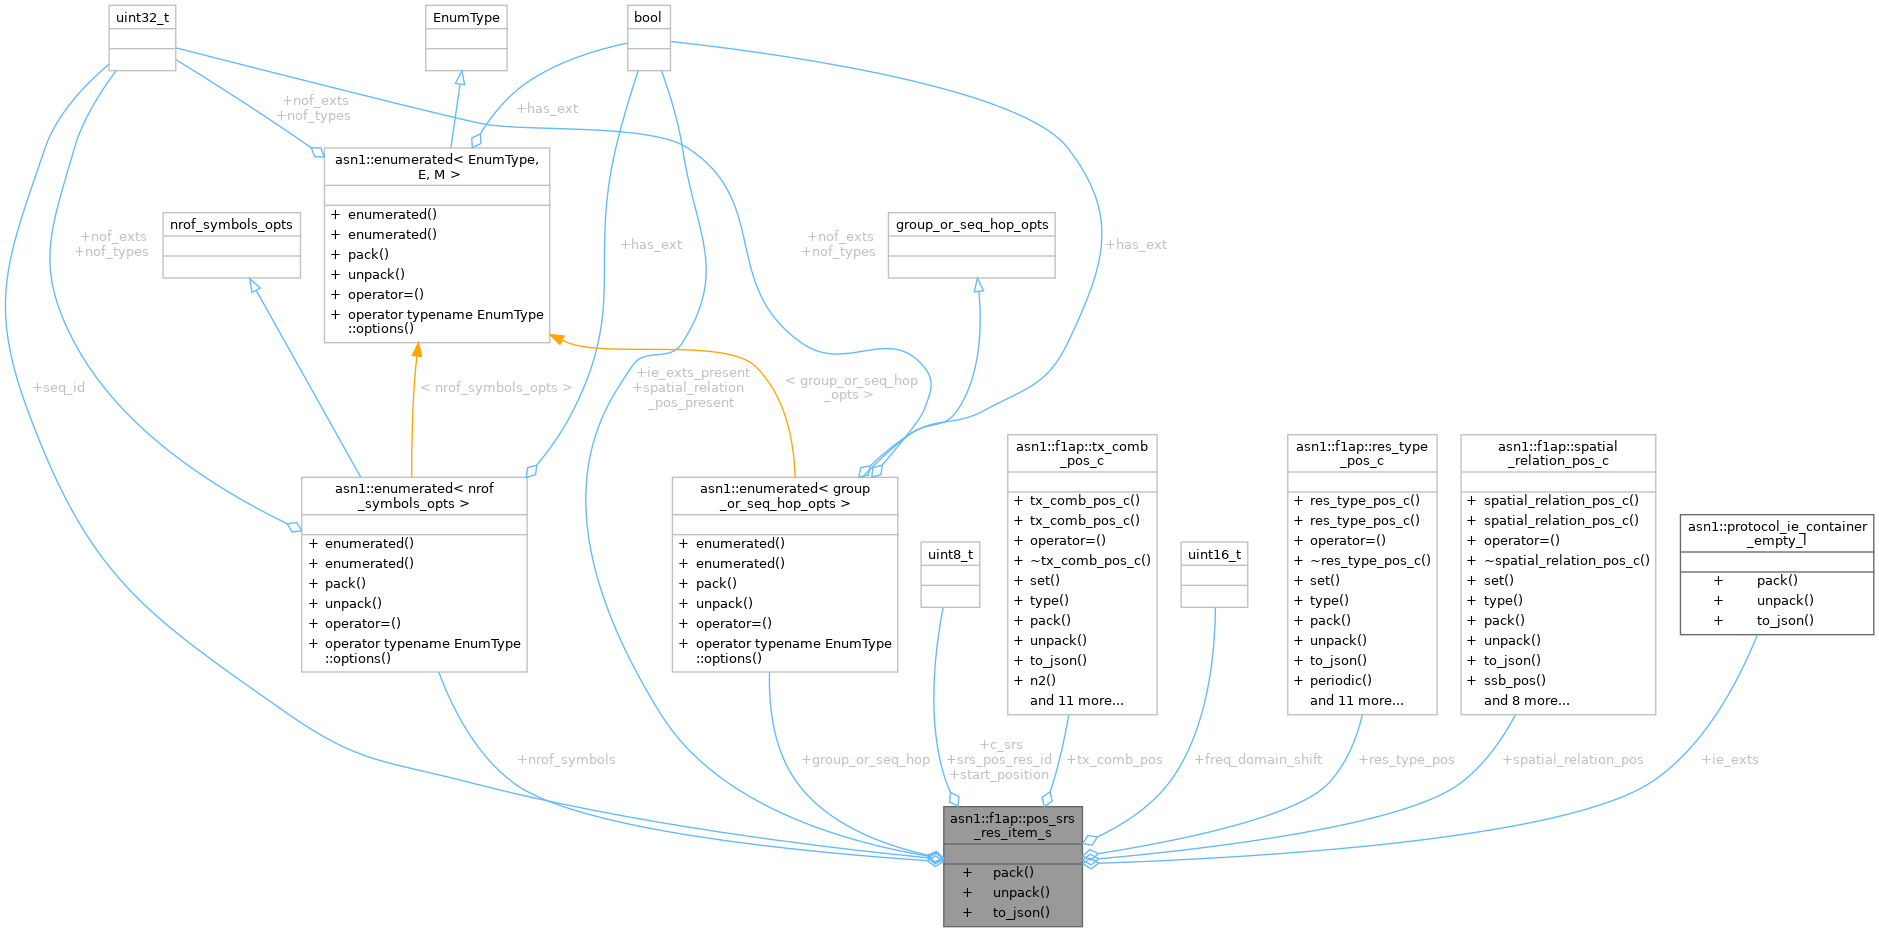 uint32_t
EnumType
bool
+nof_exts
+nof_types
+has_ext
asn1::enumerated< EnumType,
E, M >
+ enumerated()
+ enumerated()
+ pack()
+ unpack()
+ operator=()
+ operator typename EnumType
::options()
nrof_symbols_opts
group_or_seq_hop_opts
+nof_exts
+nof_types
+has_ext
+nof_exts
+nof_types
+has_ext
+seq_id
< nrof_symbols_opts >
+ie_exts_present
+spatial_relation
_pos_present
< group_or_seq_hop
_opts >
asn1::enumerated< nrof
_symbols_opts >
+ enumerated()
+ enumerated()
+ pack()
+ unpack()
+ operator=()
+ operator typename EnumType
::options()
asn1::enumerated< group
_or_seq_hop_opts >
+ enumerated()
+ enumerated()
+ pack()
+ unpack()
+ operator=()
+ operator typename EnumType
::options()
uint8_t
asn1::f1ap::tx_comb
_pos_c
+ tx_comb_pos_c()
+ tx_comb_pos_c()
+ operator=()
+ ~tx_comb_pos_c()
+ set()
+ type()
+ pack()
+ unpack()
+ to_json()
+ n2()
and 11 more...
uint16_t
asn1::f1ap::res_type
_pos_c
+ res_type_pos_c()
+ res_type_pos_c()
+ operator=()
+ ~res_type_pos_c()
+ set()
+ type()
+ pack()
+ unpack()
+ to_json()
+ periodic()
and 11 more...
asn1::f1ap::spatial
_relation_pos_c
+ spatial_relation_pos_c()
+ spatial_relation_pos_c()
+ operator=()
+ ~spatial_relation_pos_c()
+ set()
+ type()
+ pack()
+ unpack()
+ to_json()
+ ssb_pos()
and 8 more...
asn1::protocol_ie_container
_empty_l
+ pack()
+ unpack()
+ to_json()
+nrof_symbols
+group_or_seq_hop
+c_srs
+srs_pos_res_id
+start_position
+tx_comb_pos
+freq_domain_shift
+res_type_pos
+spatial_relation_pos
+ie_exts
asn1::f1ap::pos_srs
_res_item_s
+ pack()
+ unpack()
+ to_json()